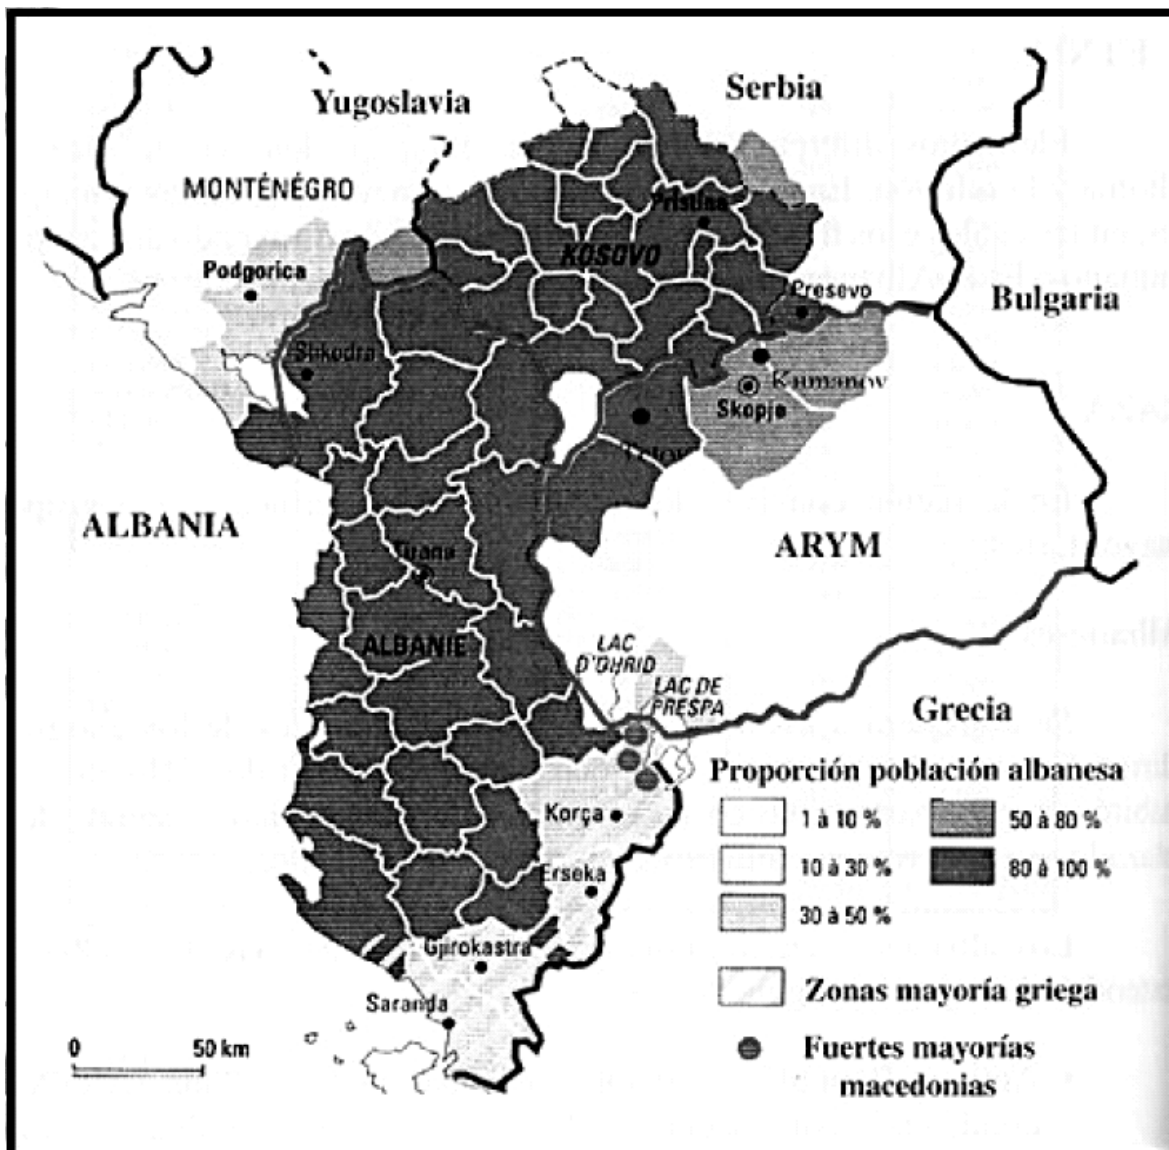 Yugoslavia
Serbia
MONTÉNÉGRO
Podgorica
Pristina
KOSOVO
Presevo
Bulgaria
Shkodra
Kumanov
Skopje
ALBANIA
ARYM
Tirana
ALBANIE
LAC
D'OHRID
LAC DE
PRESPA
Grecia
Korça
Erseka
Gjirokastra
Saranda
Proporción población albanesa
1 à 10 %
10 à 30 %
30 à 50 %
50 à 80 %
80 à 100 %
Zonas mayoría griega
Fuertes mayorías
macedonias
0 50 km